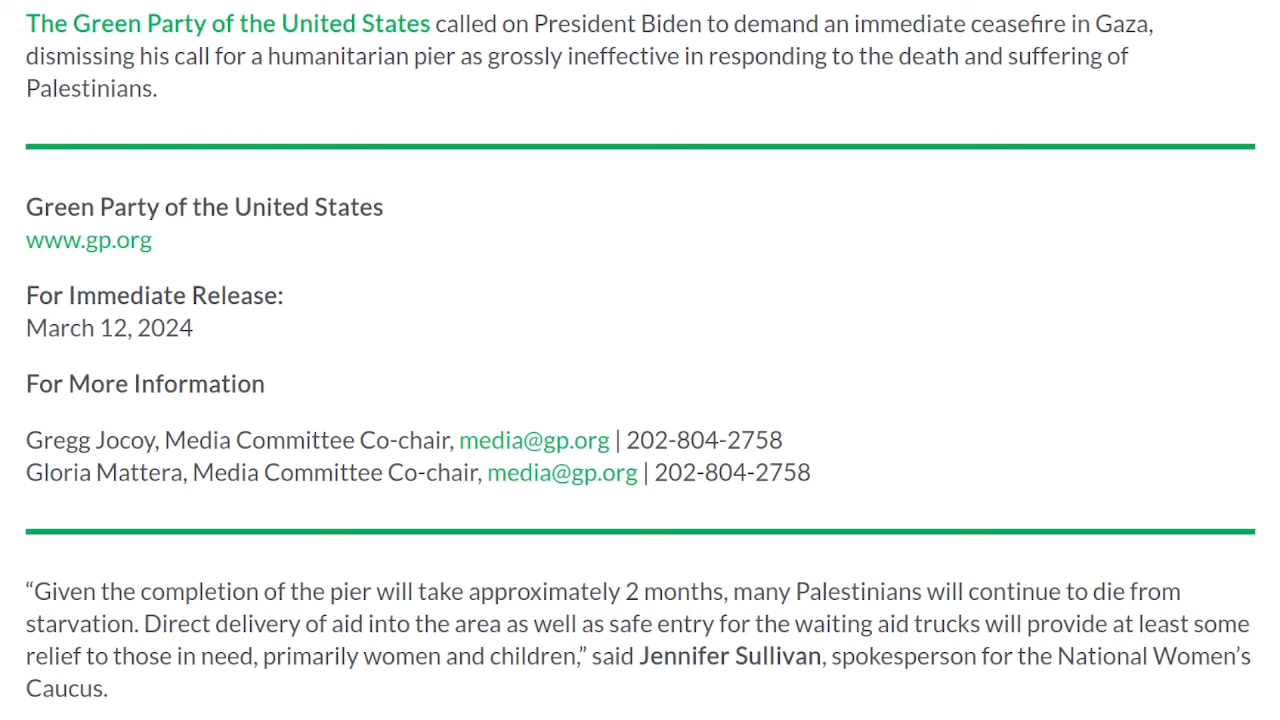 The Green Party of the United States called on President Biden to demand an immediate ceasefire in Gaza,
dismissing his call for a humanitarian pier as grossly ineffective in responding to the death and suffering of
Palestinians.
Green Party of the United States
www.gp.org
For Immediate Release:
March 12, 2024
For More Information
Gregg Jocoy, Media Committee Co-chair, media@gp.org | 202-804-2758
Gloria Mattera, Media Committee Co-chair, media@gp.org | 202-804-2758
“Given the completion of the pier will take approximately 2 months, many Palestinians will continue to die from
starvation. Direct delivery of aid into the area as well as safe entry for the waiting aid trucks will provide at least some
relief to those in need, primarily women and children,” said Jennifer Sullivan, spokesperson for the National Women’s
Caucus.